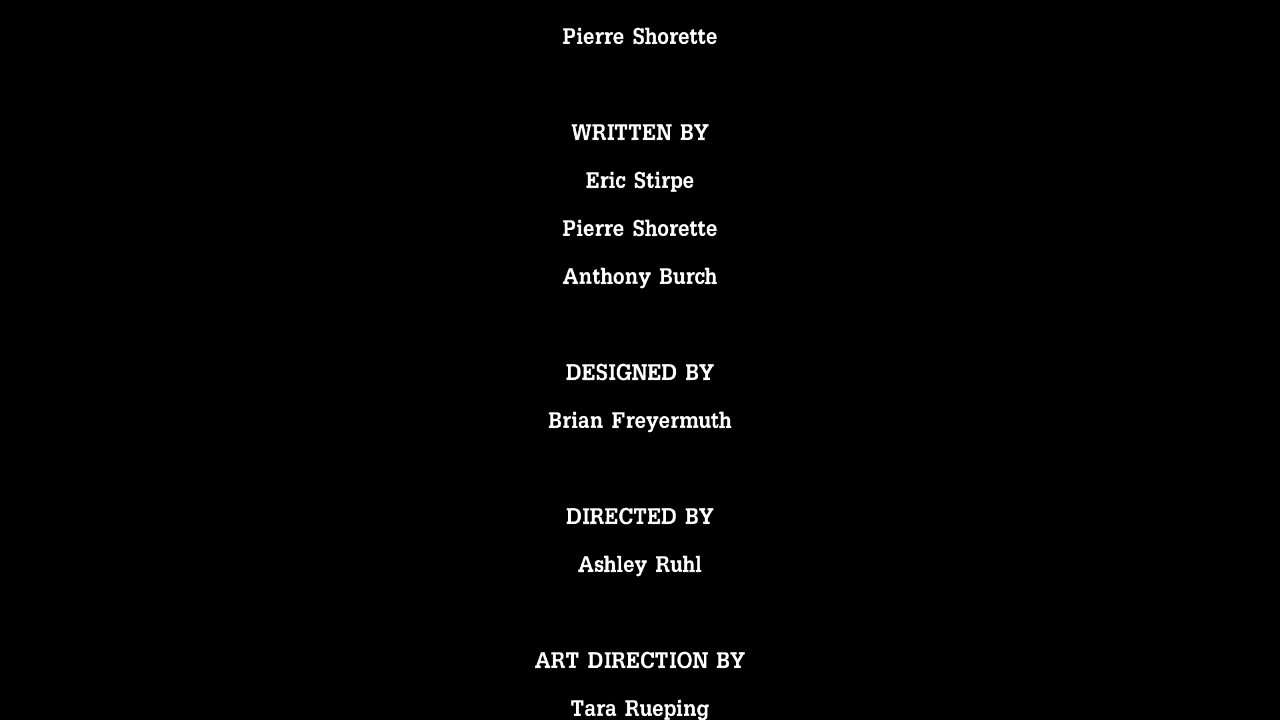 Pierre Shorette
WRITTEN BY
Eric Stirpe
Pierre Shorette
Anthony Burch
DESIGNED BY
Brian Freyermuth
DIRECTED BY
Ashley Ruhl
ART DIRECTION BY
Tara Rueping